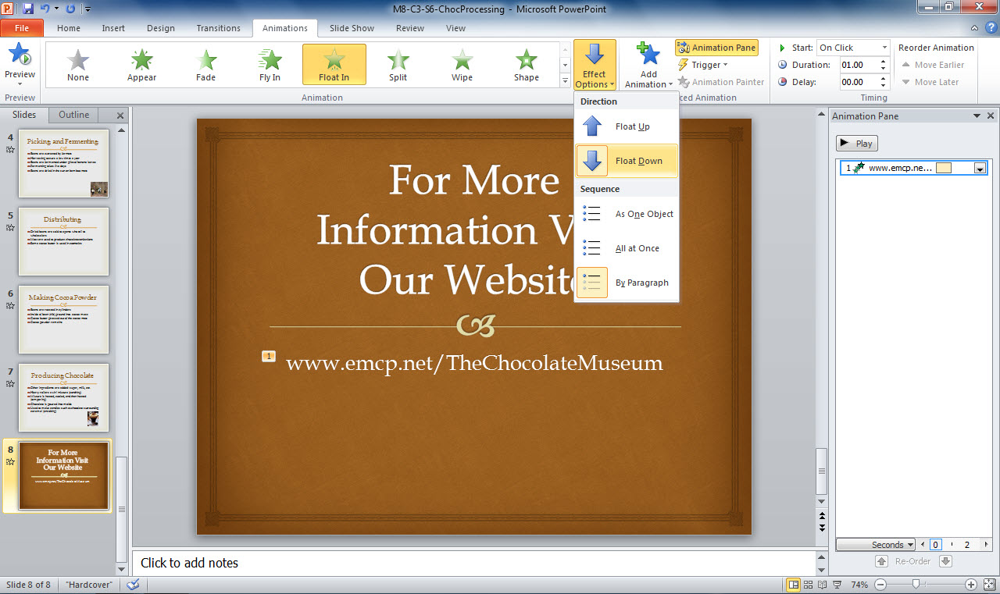 M8-C3-S6-ChocProcessing - Microsoft PowerPoint
File Home Insert Design Transitions Animations Slide Show Review View
Preview
None Appear Fade Fly In Float In Split Wipe Shape
Effect Options
Add Animation
Animation Pane
Trigger
Animation Painter
Start: On Click
Duration: 01.00
Delay: 00.00
Reorder Animation
Move Earlier
Move Later
Preview Animation ced Animation Timing
Direction
Float Up
Float Down
Sequence
As One Object
All at Once
By Paragraph
Slides Outline
4
Picking and Fermenting
5
Distributing
6
Making Cocoa Powder
7
Producing Chocolate
8
For More
Information Visit
Our Website
www.emcp.net/TheChocolateMuseum
For More
Information V
Our Website
1 www.emcp.net/TheChocolateMuseum
Click to add notes
Animation Pane
Play
1 www.emcp.ne...
Seconds 0 2
Re-Order
Slide 8 of 8 "Hardcover" 74%